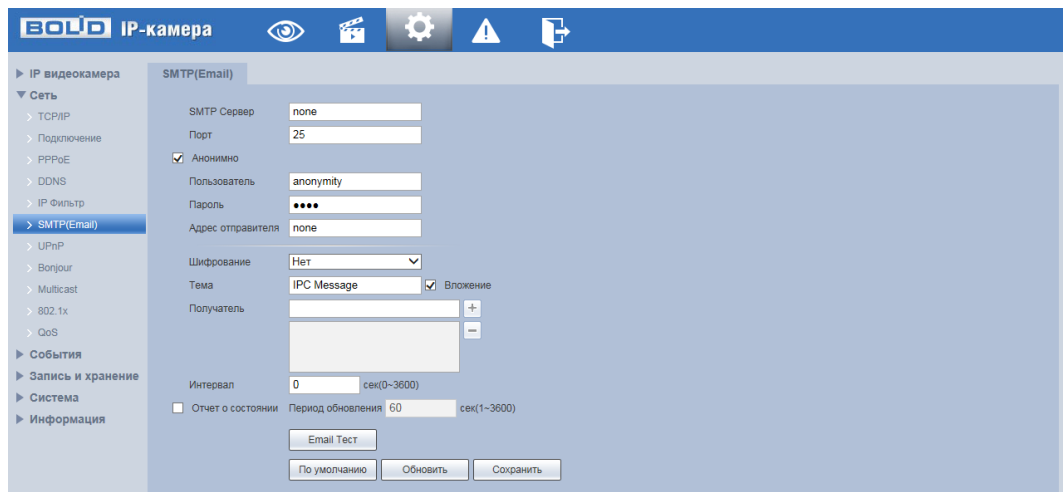 BOLID IP-камера
IP видеокамера
Сеть
TCP/IP
Подключение
PPPoE
DDNS
IP Фильтр
SMTP(Email)
UPnP
Bonjour
Multicast
802.1x
QoS
События
Запись и хранение
Система
Информация
SMTP(Email)
SMTP Сервер none
Порт 25
Анонимно
Пользователь anonymity
Пароль ●●●●
Адрес отправителя none
Шифрование Нет
Тема IPC Message Вложение
Получатель +
−
Интервал 0 сек(0~3600)
Отчет о состоянии Период обновления 60 сек(1~3600)
Email Тест
По умолчанию Обновить Сохранить